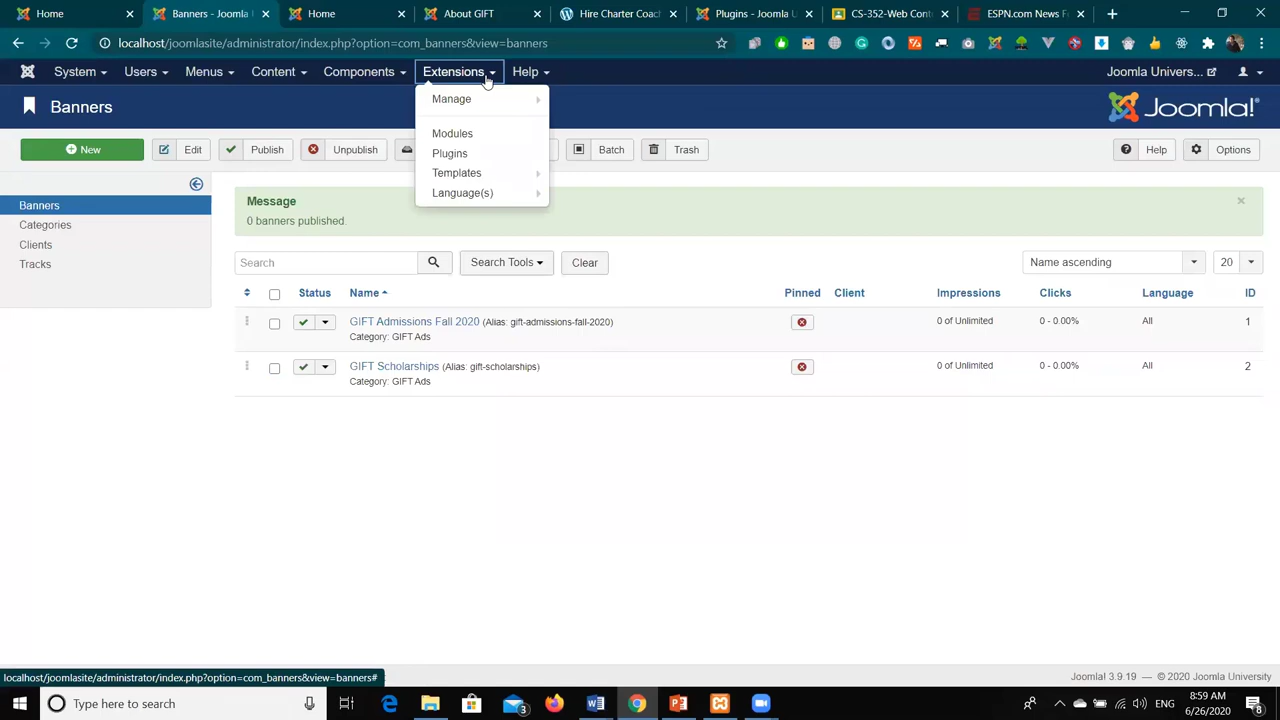 Home
Banners - Joomla
Home
About GIFT
Hire Charter Coac
Plugins - Joomla U
CS-352-Web Cont
ESPN.com News F
localhost/joomlasite/administrator/index.php?option=com_banners&view=banners
System Users Menus Content Components Extensions Help
Joomla Univers...
Banners
Joomla!
Manage
Modules
Plugins
Templates
Language(s)
New Edit Publish Unpublish Batch Trash Help Options
Banners
Categories
Clients
Tracks
Message
0 banners published.
Search Search Tools Clear Name ascending 20
Status Name Pinned Client Impressions Clicks Language ID
GIFT Admissions Fall 2020 (Alias: gift-admissions-fall-2020) 0 of Unlimited 0 - 0.00% All 1
Category: GIFT Ads
GIFT Scholarships (Alias: gift-scholarships) 0 of Unlimited 0 - 0.00% All 2
Category: GIFT Ads
localhost/joomlasite/administrator/index.php?option=com_banners&view=banners#
Joomla! 3.9.19 — © 2020 Joomla University
Type here to search
3
ENG
8:59 AM
6/26/2020
8